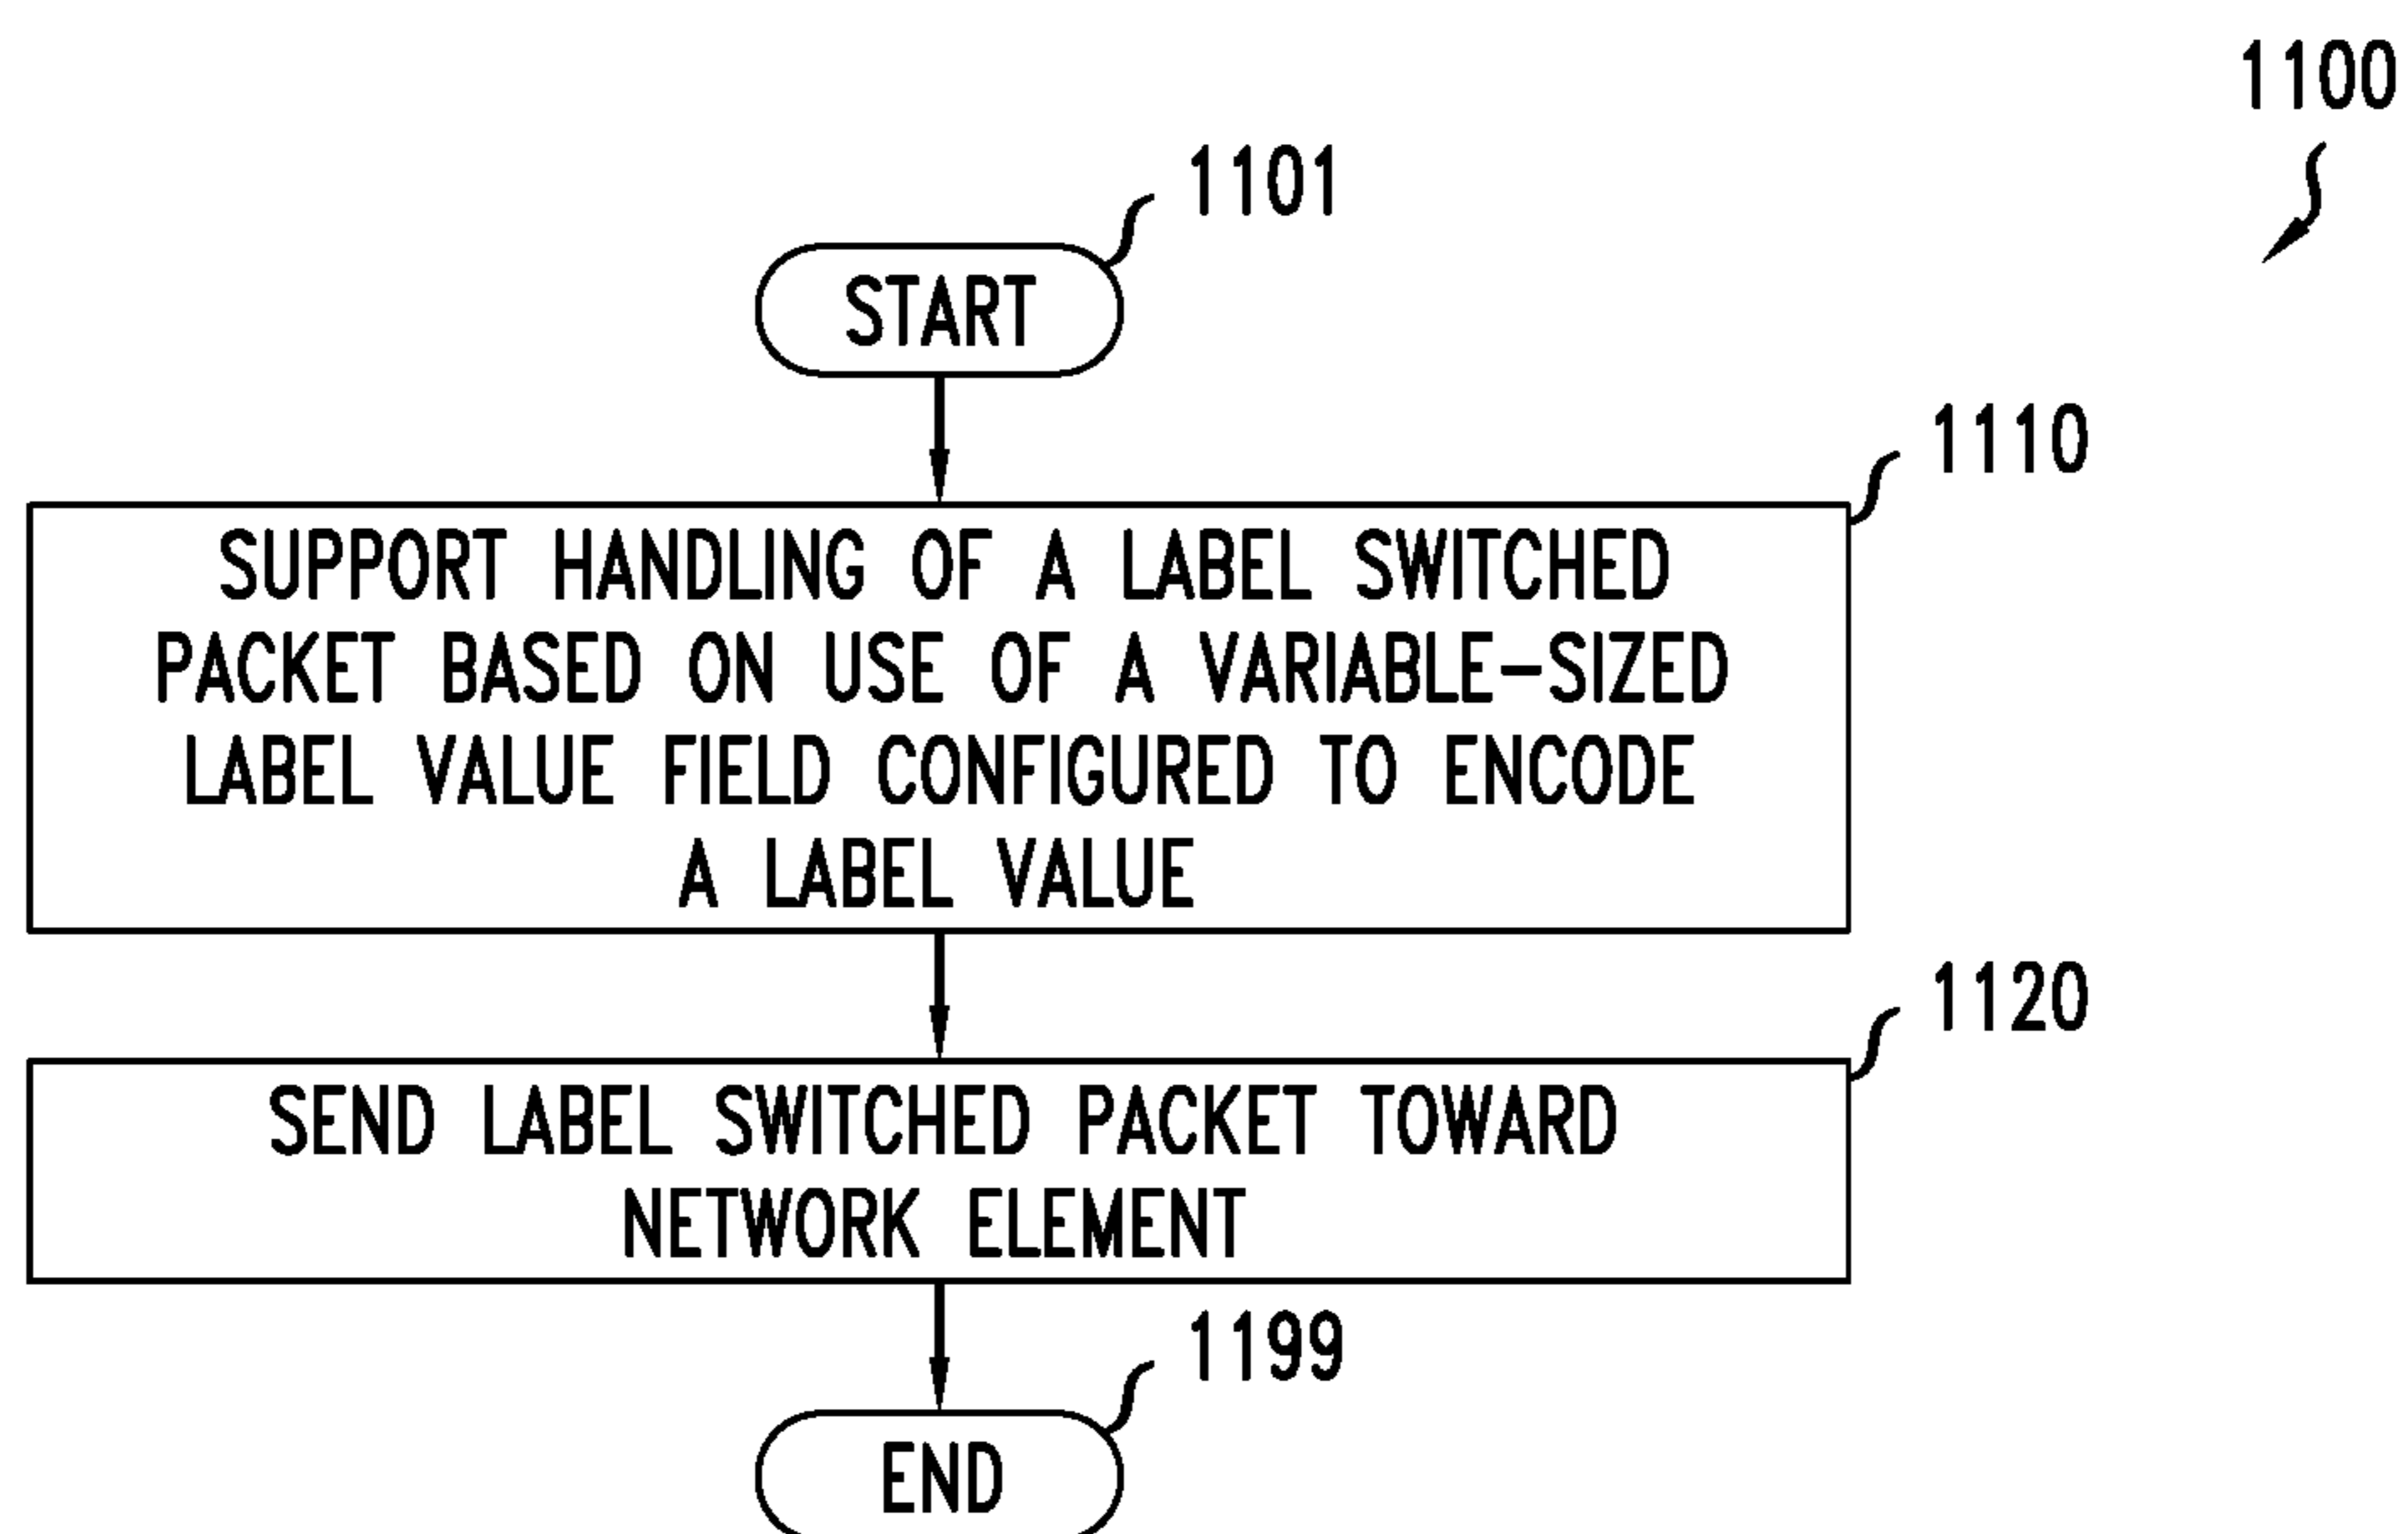 1100
1101
START
1110
SUPPORT HANDLING OF A LABEL SWITCHED
PACKET BASED ON USE OF A VARIABLE-SIZED
LABEL VALUE FIELD CONFIGURED TO ENCODE
A LABEL VALUE
1120
SEND LABEL SWITCHED PACKET TOWARD
NETWORK ELEMENT
1199
END